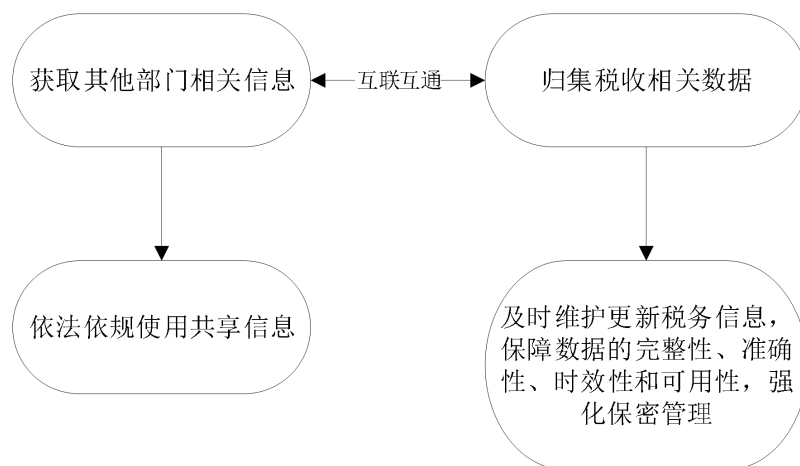 获取其他部门相关信息
互联互通
归集税收相关数据
依法依规使用共享信息
及时维护更新税务信息，
保障数据的完整性、准确
性、时效性和可用性，强
化保密管理